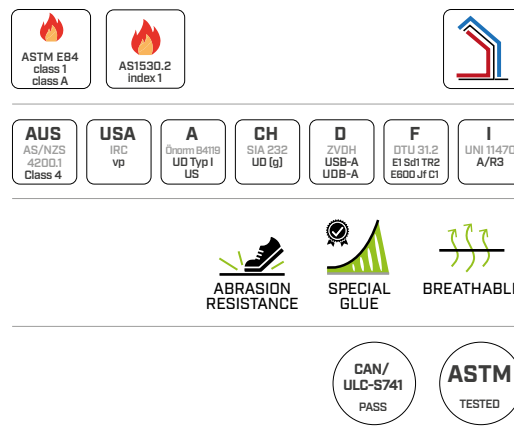 ASTM E84
class 1
class A
AS1530.2
index 1
AUS
AS/NZS
4200.1
Class 4
USA
IRC
vp
A
Önorm B4119
UD Typ I
US
CH
SIA 232
UD (g)
D
ZVDH
USB-A
UDB-A
F
DTU 31.2
E1 Sd1 TR2
E600 Jf C1
I
UNI 11470
A/R3
ABRASION
RESISTANCE
SPECIAL
GLUE
BREATHABLE
CAN/
ULC-S741
PASS
ASTM
TESTED